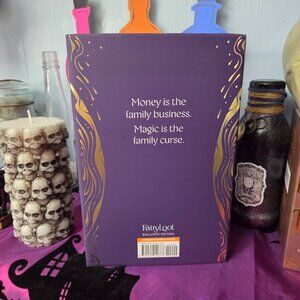 Money is the
family business.
Magic is the
family curse.
FairyLoot
EXCLUSIVE EDITION